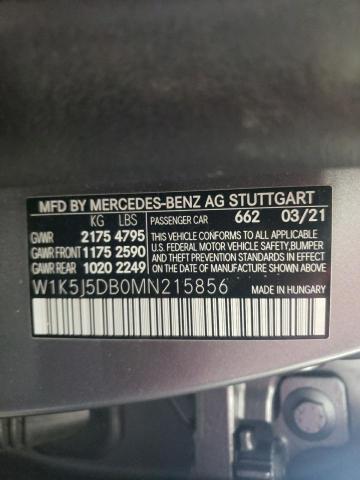 MFD BY MERCEDES-BENZ AG STUTTGART
KG LBS PASSENGER CAR 662 03/21
GVWR 2175 4795
GAWR FRONT 1175 2590
GAWR REAR 1020 2249
THIS VEHICLE CONFORMS TO ALL APPLICABLE
U.S. FEDERAL MOTOR VEHICLE SAFETY,BUMPER
AND THEFT PREVENTION STANDARDS IN EFFECT
ON THE DATE OF MANUFACTURE SHOWN ABOVE.
W1K5J5DB0MN215856
MADE IN HUNGARY